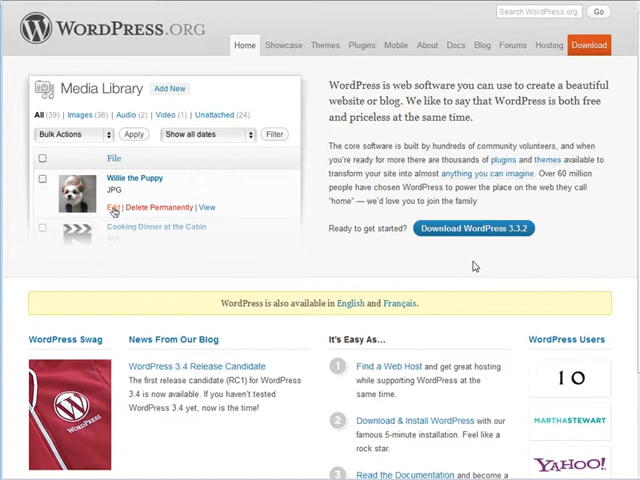 WORDPRESS.ORG
Search WordPress.org
Go
Home
Showcase
Themes
Plugins
Mobile
About
Docs
Blog
Forums
Hosting
Download
Media Library
Add New
All (39) | Images (36) | Audio (2) | Video (1) | Unattached (24)
Bulk Actions
Apply
Show all dates
Filter
File
Willie the Puppy
JPG
Edit | Delete Permanently | View
Cooking Dinner at the Cabin
WordPress is web software you can use to create a beautiful
website or blog. We like to say that WordPress is both free
and priceless at the same time.
The core software is built by hundreds of community volunteers, and when
you're ready for more there are thousands of plugins and themes available to
transform your site into almost anything you can imagine. Over 60 million
people have chosen WordPress to power the place on the web they call
"home" — we'd love you to join the family.
Ready to get started?
Download WordPress 3.3.2
WordPress is also available in English and Français.
WordPress Swag
WORDPRESS
News From Our Blog
WordPress 3.4 Release Candidate
The first release candidate (RC1) for WordPress
3.4 is now available. If you haven't tested
WordPress 3.4 yet, now is the time!
It's Easy As…
1
Find a Web Host and get great hosting
while supporting WordPress at the
same time.
2
Download & Install WordPress with our
famous 5-minute installation. Feel like a
rock star.
3
Read the Documentation and become a
WordPress Users
10
MARTHASTEWART
YAHOO!